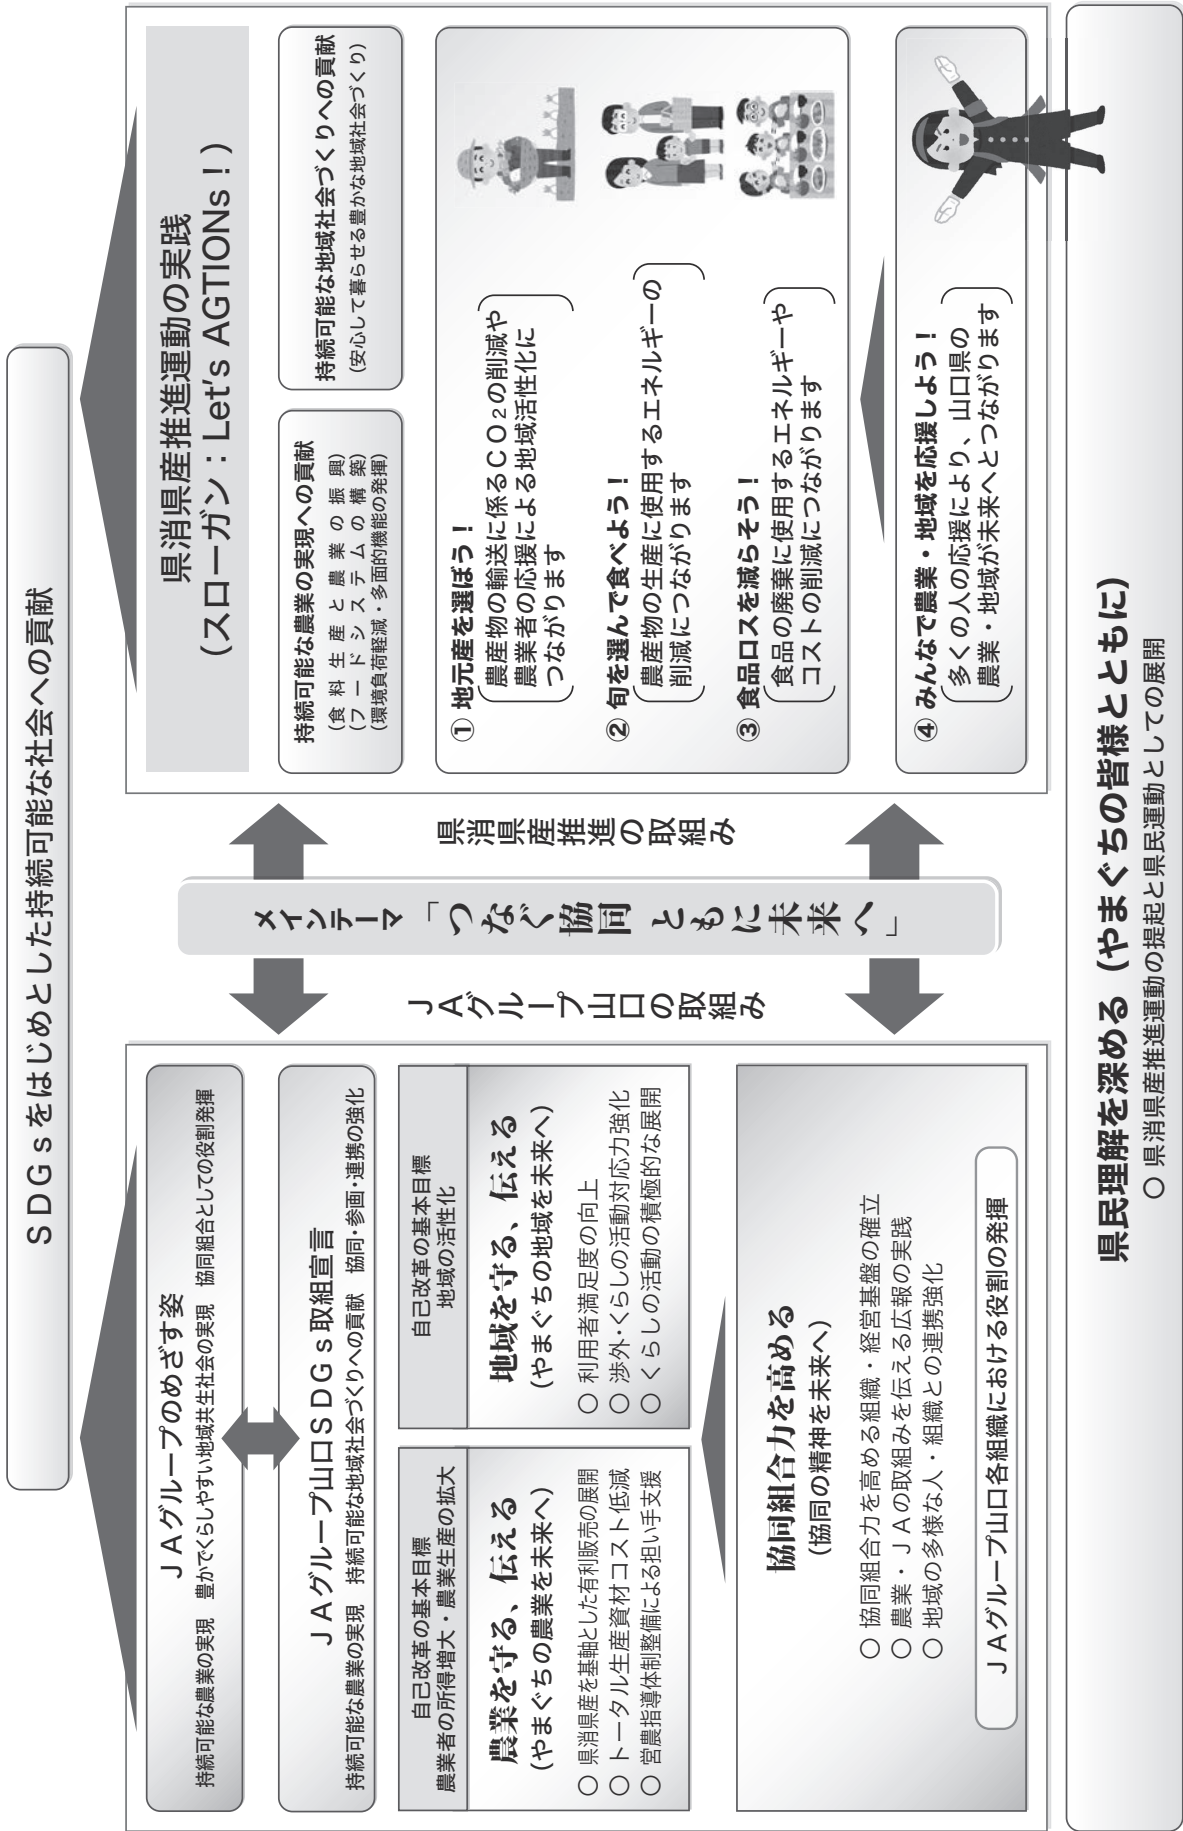 SDGsをはじめとした持続可能な社会への貢献
JAグループのめざす姿
持続可能な農業の実現　豊かでくらしやすい地域共生社会の実現　協同組合としての役割発揮
JAグループ山口SDGs取組宣言
持続可能な農業の実現　持続可能な地域社会づくりへの貢献　協同・参画・連携の強化
自己改革の基本目標
農業者の所得増大・農業生産の拡大
農業を守る、伝える
(やまぐちの農業を未来へ)
○ 県消県産を基軸とした有利販売の展開
○ トータル生産資材コスト低減
○ 営農指導体制整備による担い手支援
自己改革の基本目標
地域の活性化
地域を守る、伝える
(やまぐちの地域を未来へ)
○ 利用者満足度の向上
○ 渉外・くらしの活動対応力強化
○ くらしの活動の積極的な展開
協同組合力を高める
(協同の精神を未来へ)
○ 協同組合力を高める組織・経営基盤の確立
○ 農業・JAの取組みを伝える広報の実践
○ 地域の多様な人・組織との連携強化
JAグループ山口各組織における役割の発揮
JAグループ山口の取組み
メインテーマ「つなぐ協同 ともに未来へ」
県消県産推進の取組み
県消県産推進運動の実践
(スローガン：Let's AGTIONs！)
持続可能な農業の実現への貢献
(食料生産と農業の振興)
(フードシステムの構築)
(環境負荷軽減・多面的機能の発揮)
持続可能な地域社会づくりへの貢献
(安心して暮らせる豊かな地域社会づくり)
① 地元産を選ぼう！
農産物の輸送に係るCO₂の削減や
農業者の応援による地域活性化に
つながります
② 旬を選んで食べよう！
農産物の生産に使用するエネルギーの
削減につながります
③ 食品ロスを減らそう！
食品の廃棄に使用するエネルギーや
コストの削減につながります
④ みんなで農業・地域を応援しよう！
多くの人の応援により、山口県の
農業・地域が未来へとつながります
県民理解を深める (やまぐちの皆様とともに)
○ 県消県産推進運動の提起と県民運動としての展開